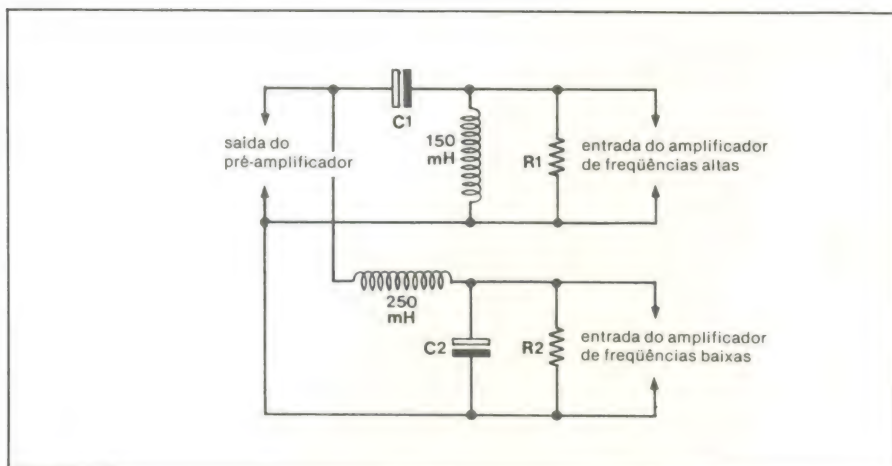 C1
saída do
pré-amplificador
150
mH
R1
entrada do amplificador
de freqüências altas
250
mH
C2
R2
entrada do amplificador
de freqüências baixas